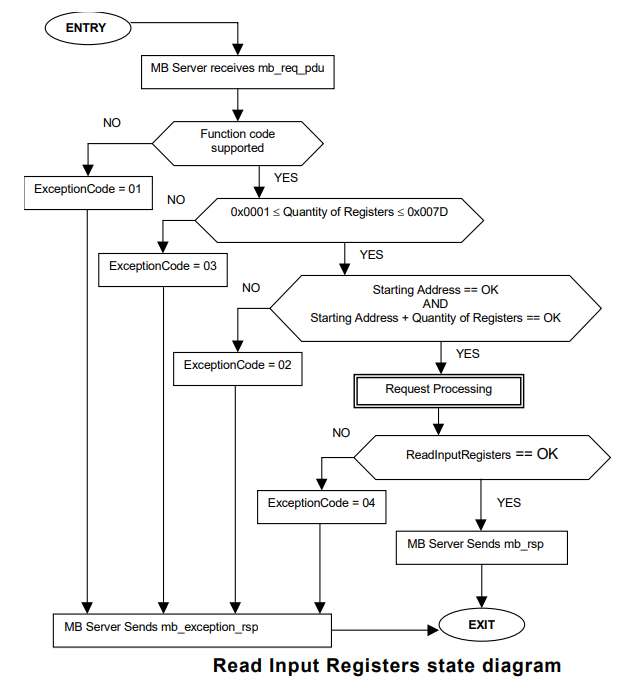 ENTRY
MB Server receives mb_req_pdu
NO
Function code
supported
YES
ExceptionCode = 01
NO
0x0001 ≤ Quantity of Registers ≤ 0x007D
YES
ExceptionCode = 03
NO
Starting Address == OK
AND
Starting Address + Quantity of Registers == OK
YES
ExceptionCode = 02
Request Processing
NO
ReadInputRegisters == OK
YES
ExceptionCode = 04
MB Server Sends mb_rsp
MB Server Sends mb_exception_rsp
EXIT
Read Input Registers state diagram